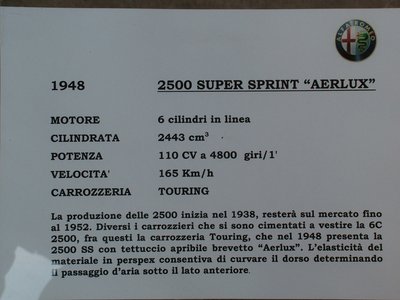 ALFA ROMEO
1948 2500 SUPER SPRINT “AERLUX”
MOTORE 6 cilindri in linea
CILINDRATA 2443 cm³
POTENZA 110 CV a 4800 giri/1'
VELOCITA' 165 Km/h
CARROZZERIA TOURING
La produzione delle 2500 inizia nel 1938, resterà sul mercato fino
al 1952. Diversi i carrozzieri che si sono cimentati a vestire la 6C
2500, fra questi la carrozzeria Touring, che nel 1948 presenta la
2500 SS con tettuccio apribile brevetto “Aerlux”. L’elasticità del
materiale in perspex consentiva di curvare il dorso determinando
il passaggio d’aria sotto il lato anteriore.